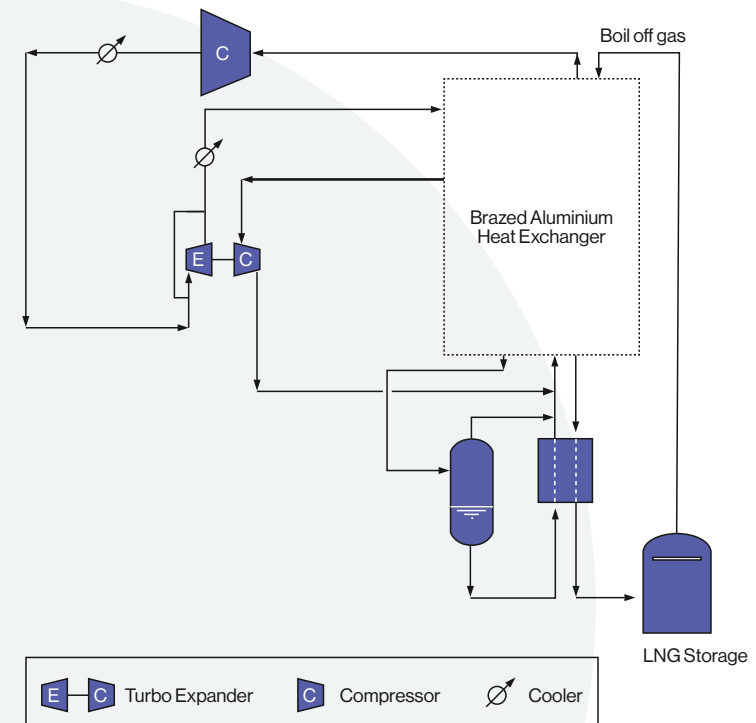 Boil off gas
C
Brazed Aluminium
Heat Exchanger
E C
LNG Storage
E C Turbo Expander C Compressor Cooler